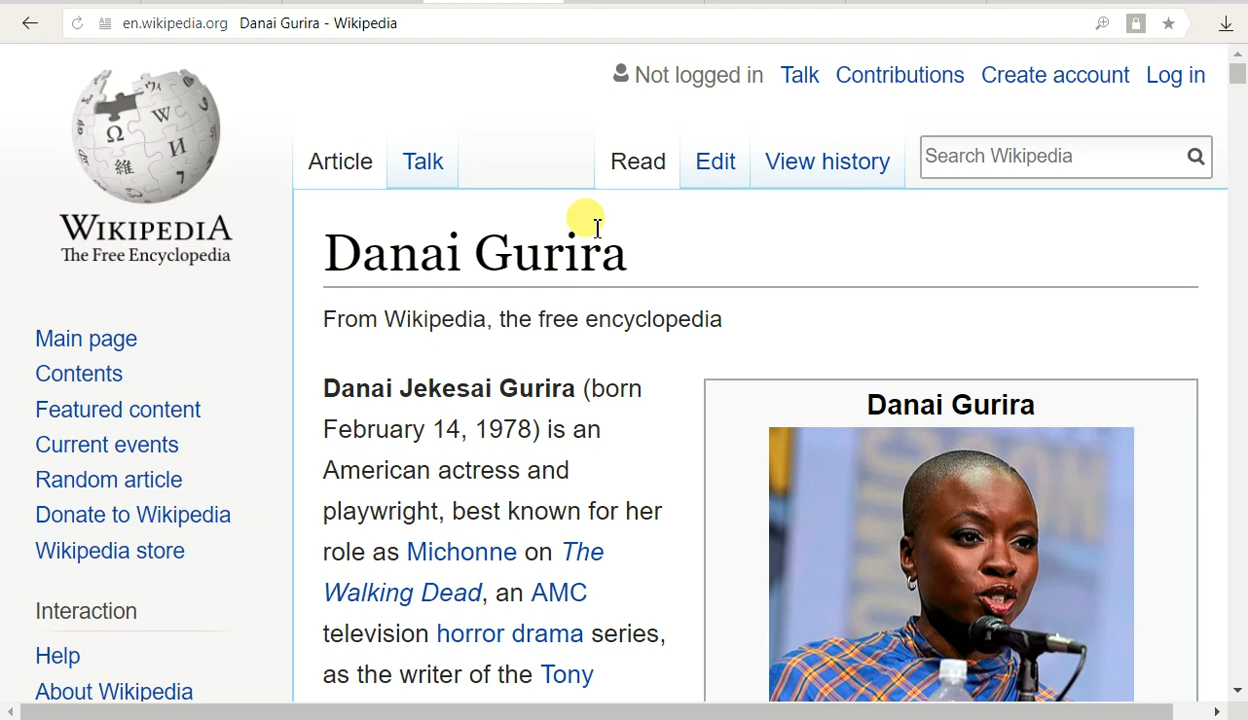 en.wikipedia.org Danai Gurira - Wikipedia
Not logged in Talk Contributions Create account Log in
Article Talk Read Edit View history Search Wikipedia
WIKIPEDIA
The Free Encyclopedia
Danai Gurira
From Wikipedia, the free encyclopedia
Main page
Contents
Featured content
Current events
Random article
Donate to Wikipedia
Wikipedia store
Interaction
Help
About Wikipedia
Danai Jekesai Gurira (born
February 14, 1978) is an
American actress and
playwright, best known for her
role as Michonne on The
Walking Dead, an AMC
television horror drama series,
as the writer of the Tony
Danai Gurira